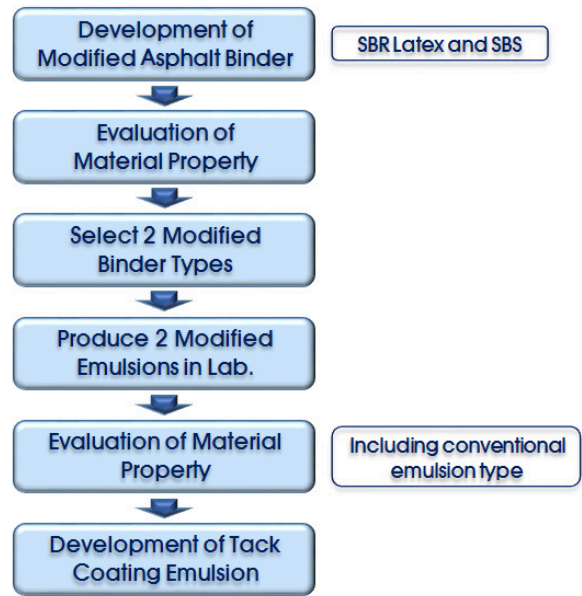 Development of
Modified Asphalt Binder
SBR Latex and SBS
Evaluation of
Material Property
Select 2 Modified
Binder Types
Produce 2 Modified
Emulsions in Lab.
Evaluation of Material
Property
Including conventional
emulsion type
Development of Tack
Coating Emulsion